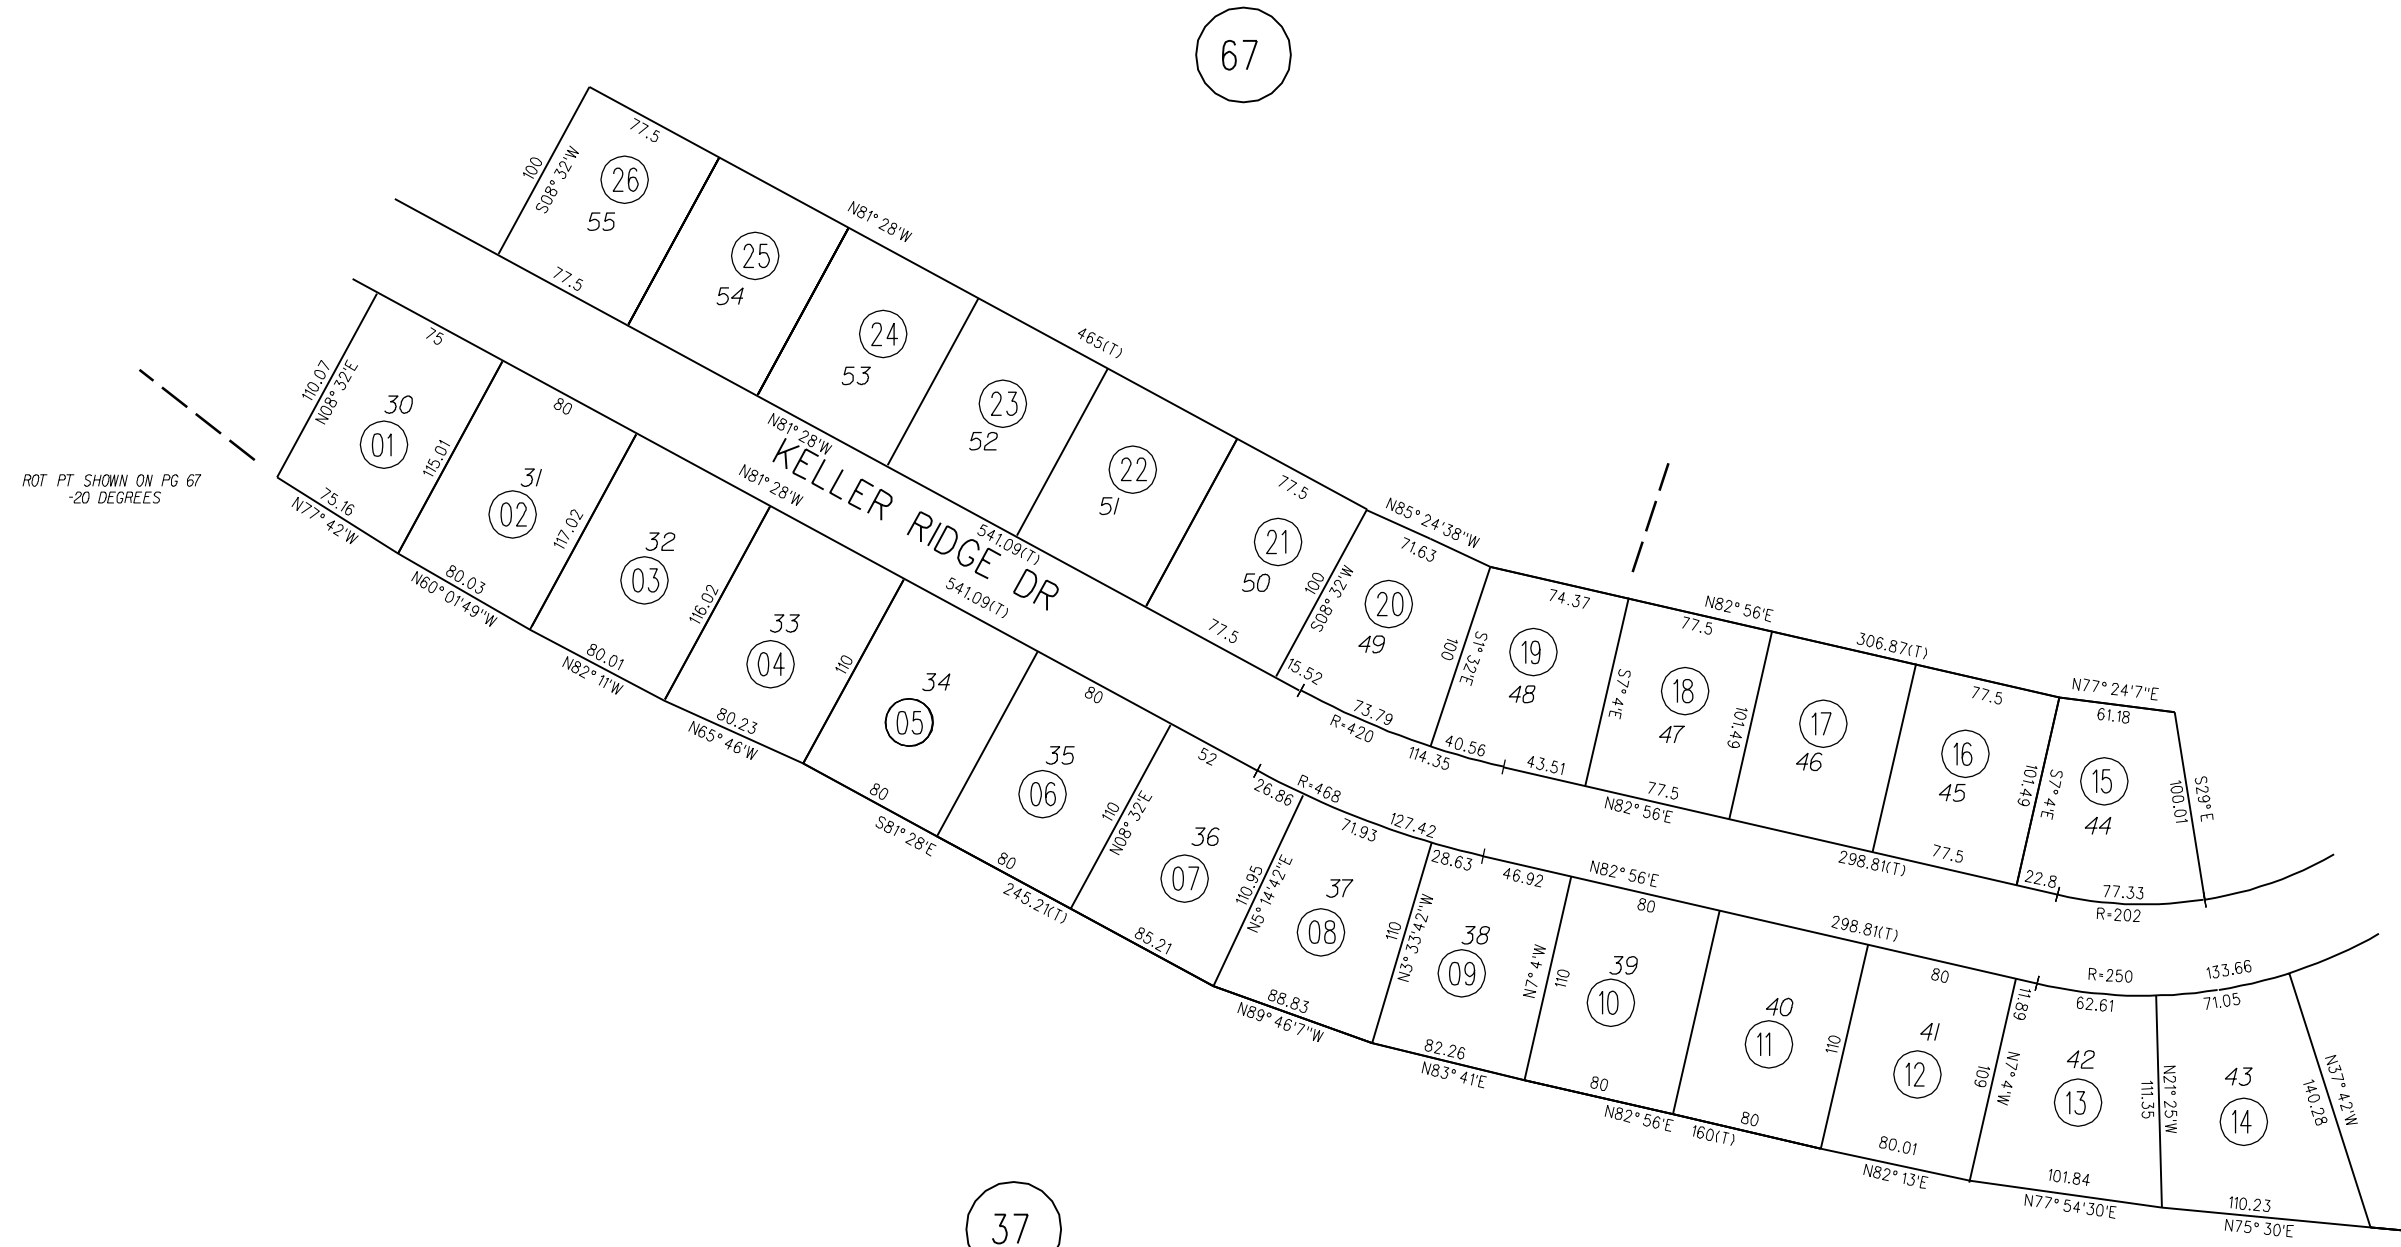 67
77.5
100
S08°32'W
26
55
77.5
25
54
N81°28'W
24
53
465(T)
23
52
22
51
77.5
21
50
100
S08°32'W
77.5
N85°24'38"W
71.63
20
49
15.52
73.79
R=420
114.35
74.37
19
48
100
S1°32'E
40.56
43.51
N82°56'E
77.5
18
47
S7°4'E
101.49
77.5
N82°56'E
306.87(T)
17
46
77.5
16
45
77.5
298.81(T)
101.49
S7°4'E
N77°24'7"E
61.18
15
44
100.01
S29°E
22.8
77.33
R=202
N81°28'W
541.09(T)
KELLER RIDGE DR
N81°28'W
541.09(T)
ROT PT SHOWN ON PG 67
-20 DEGREES
75
110.07
N08°32'E
30
01
115.01
75.16
N77°42'W
80
31
02
117.02
80.03
N60°01'49"W
32
03
116.02
80.01
N82°11'W
33
04
110
80.23
N65°46'W
34
05
80
S81°28'E
80
35
06
80
245.21(T)
110
N08°32'E
52
26.86
36
07
85.21
110.95
N5°14'42"E
R=468
127.42
71.93
37
08
88.83
N89°46'7"W
110
N3°33'42"W
28.63
46.92
38
09
82.26
N83°41'E
N7°4'W
110
N82°56'E
80
39
10
80
N82°56'E
160(T)
40
11
80
110
298.81(T)
80
41
12
80.01
N82°13'E
11.89
109
N7°4'W
R=250
133.66
62.61
42
13
101.84
N77°54'30"E
111.35
N21°25'W
71.05
43
14
110.23
N75°30'E
140.28
N37°42'W
37